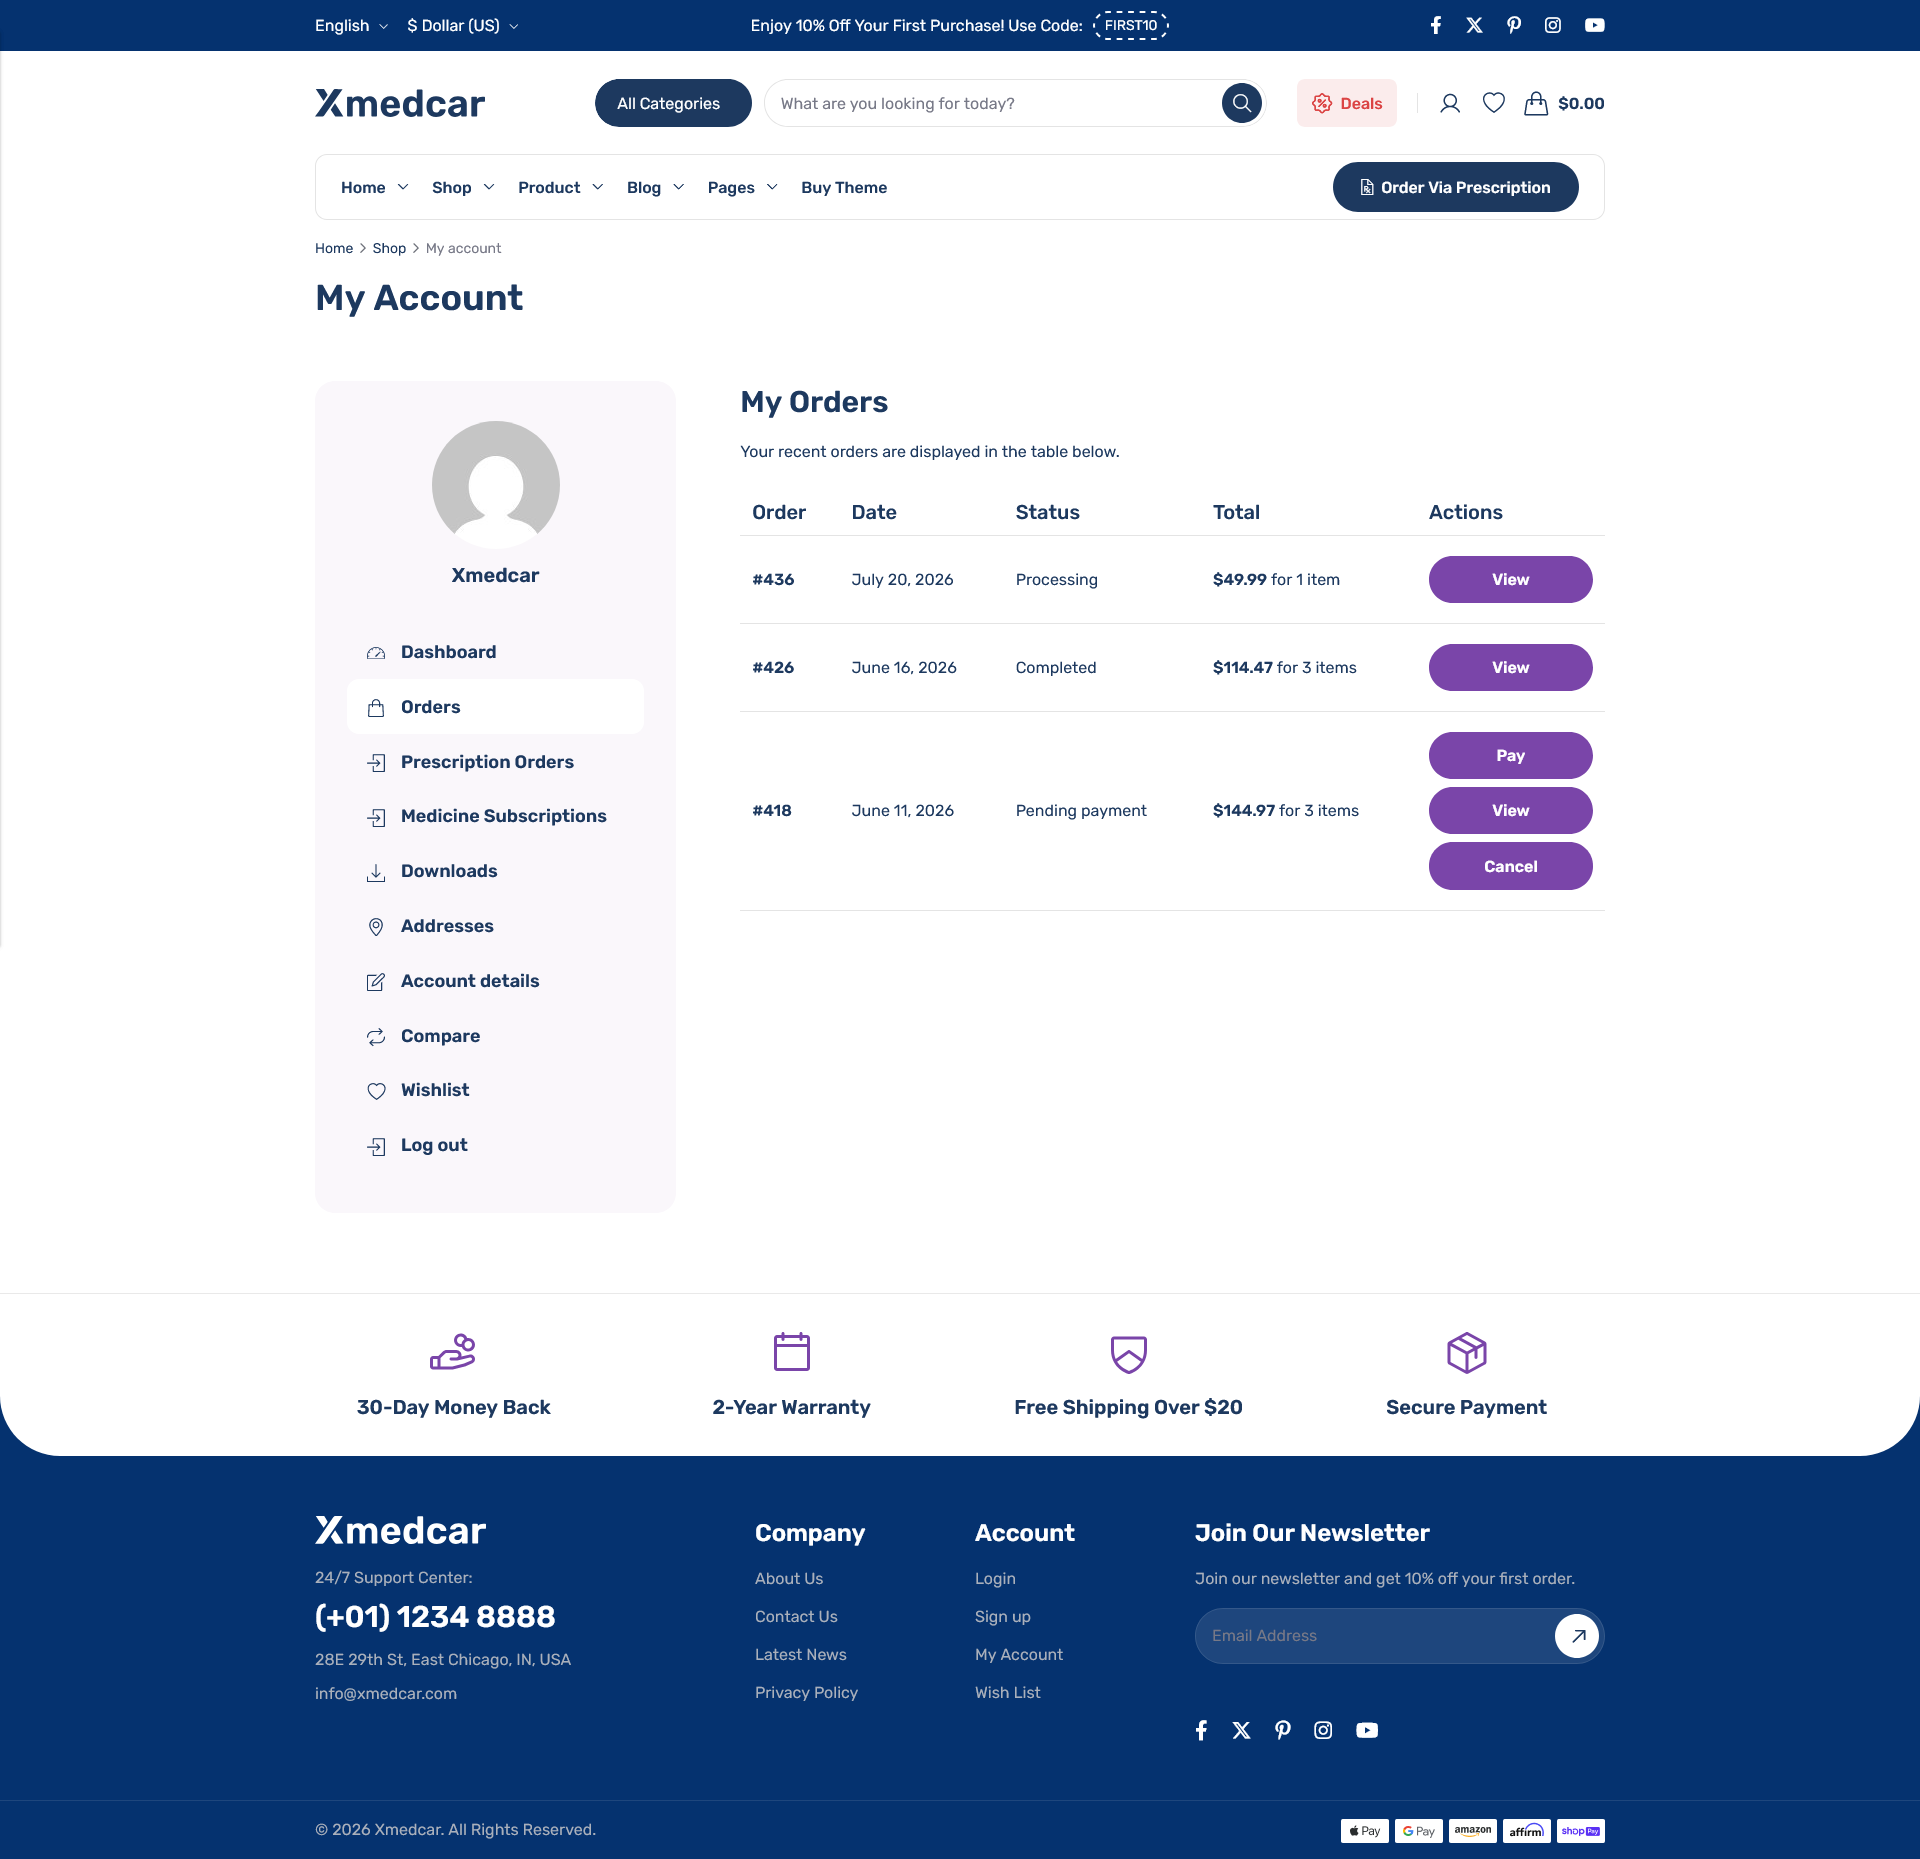 English
$ Dollar (US)
Enjoy 10% Off Your First Purchase! Use Code: FIRST10
Xmedcar
All Categories
What are you looking for today?
Deals
$0.00
Home
Shop
Product
Blog
Pages
Buy Theme
Order Via Prescription
Home
Shop
My account
My Account
Xmedcar
Dashboard
Orders
Prescription Orders
Medicine Subscriptions
Downloads
Addresses
Account details
Compare
Wishlist
Log out
My Orders
Your recent orders are displayed in the table below.
Order Date Status Total Actions
#436 July 20, 2026 Processing $49.99 for 1 item View
#426 June 16, 2026 Completed $114.47 for 3 items View
#418 June 11, 2026 Pending payment $144.97 for 3 items Pay
View
Cancel
30-Day Money Back
2-Year Warranty
Free Shipping Over $20
Secure Payment
Xmedcar
24/7 Support Center:
(+01) 1234 8888
28E 29th St, East Chicago, IN, USA
info@xmedcar.com
Company
About Us
Contact Us
Latest News
Privacy Policy
Account
Login
Sign up
My Account
Wish List
Join Our Newsletter
Join our newsletter and get 10% off your first order.
Email Address
© 2026 Xmedcar. All Rights Reserved.
Pay
G Pay
amazon
affirm
shop Pay